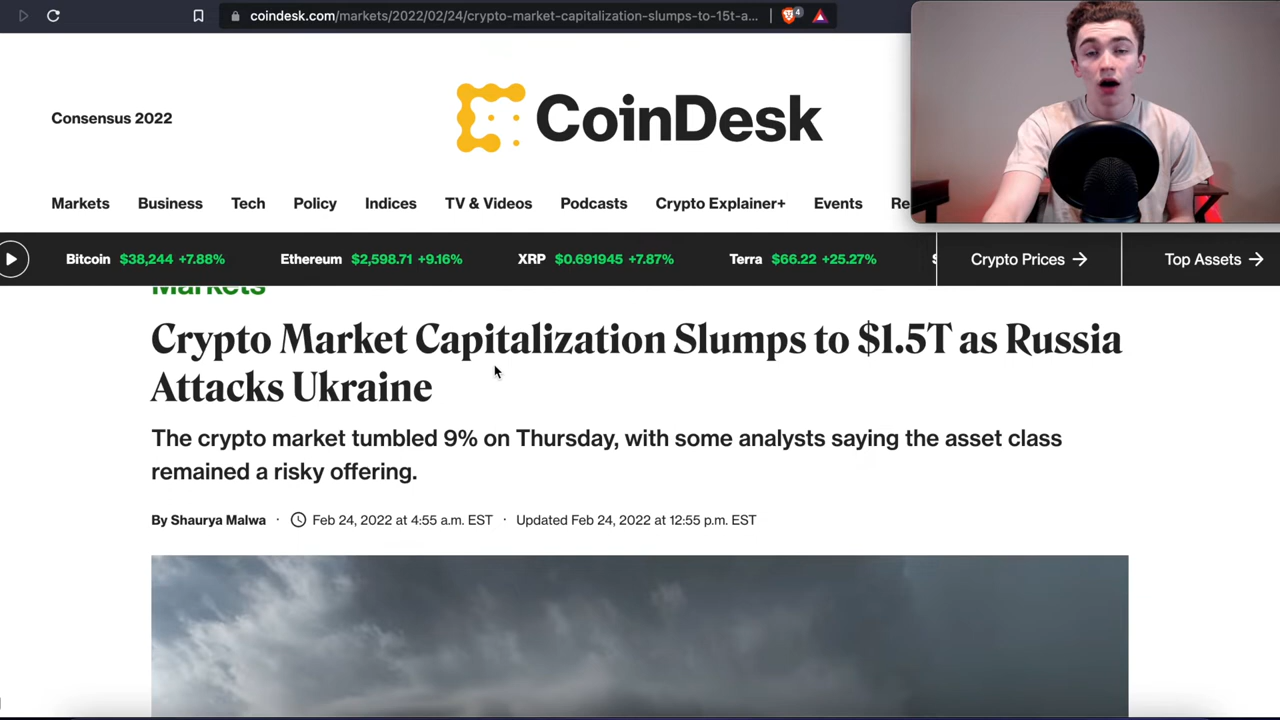 coindesk.com/markets/2022/02/24/crypto-market-capitalization-slumps-to-15t-a...
4
Consensus 2022
CoinDesk
Markets Business Tech Policy Indices TV & Videos Podcasts Crypto Explainer+ Events Re
Bitcoin $38,244 +7.88% Ethereum $2,598.71 +9.16% XRP $0.691945 +7.87% Terra $66.22 +25.27% Crypto Prices → Top Assets →
Markets
Crypto Market Capitalization Slumps to $1.5T as Russia
Attacks Ukraine
The crypto market tumbled 9% on Thursday, with some analysts saying the asset class
remained a risky offering.
By Shaurya Malwa · Feb 24, 2022 at 4:55 a.m. EST · Updated Feb 24, 2022 at 12:55 p.m. EST